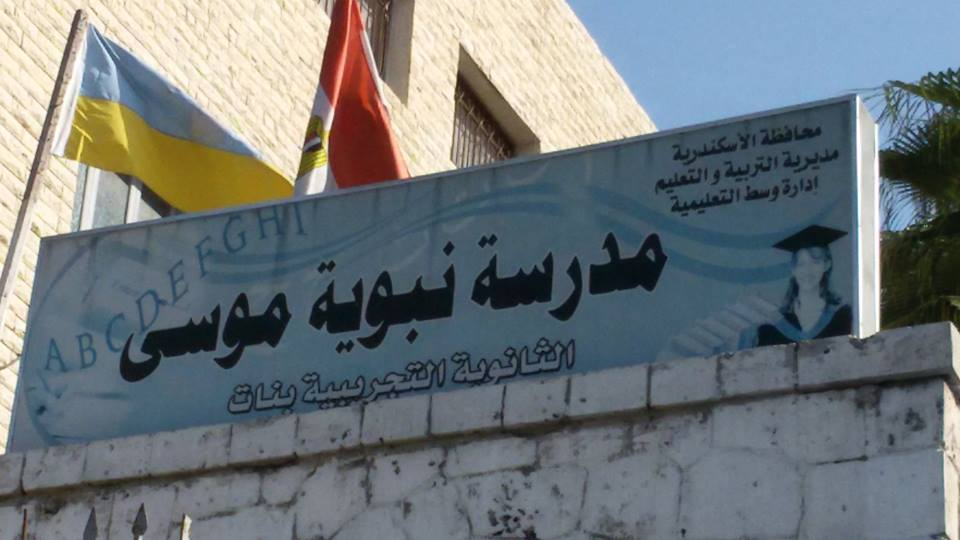 محافظة الأسكندرية
مديرية التربية و التعليم
إدارة وسط التعليمية
مدرسة نبوية موسى
الثانوية التجريبية بنات
ABCDEFGHI